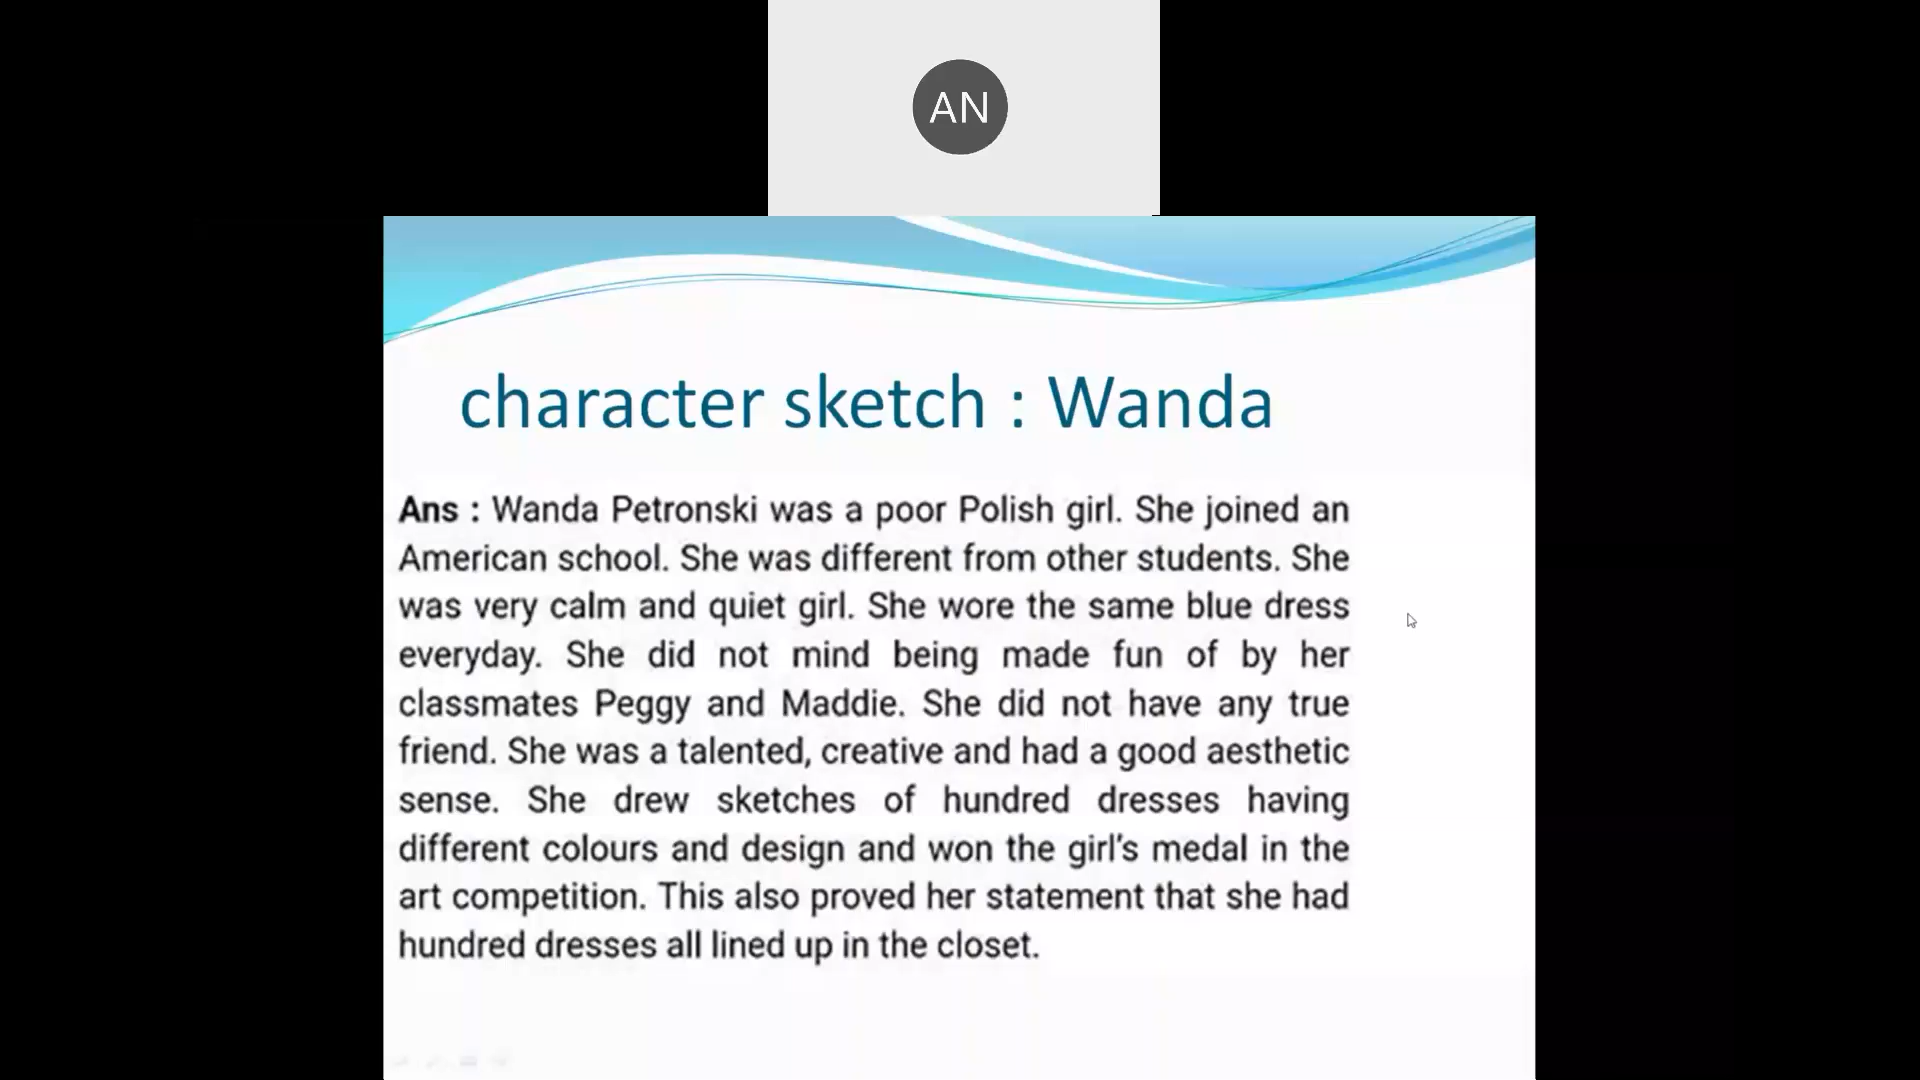 AN
character sketch : Wanda
Ans : Wanda Petronski was a poor Polish girl. She joined an
American school. She was different from other students. She
was very calm and quiet girl. She wore the same blue dress
everyday. She did not mind being made fun of by her
classmates Peggy and Maddie. She did not have any true
friend. She was a talented, creative and had a good aesthetic
sense. She drew sketches of hundred dresses having
different colours and design and won the girl’s medal in the
art competition. This also proved her statement that she had
hundred dresses all lined up in the closet.